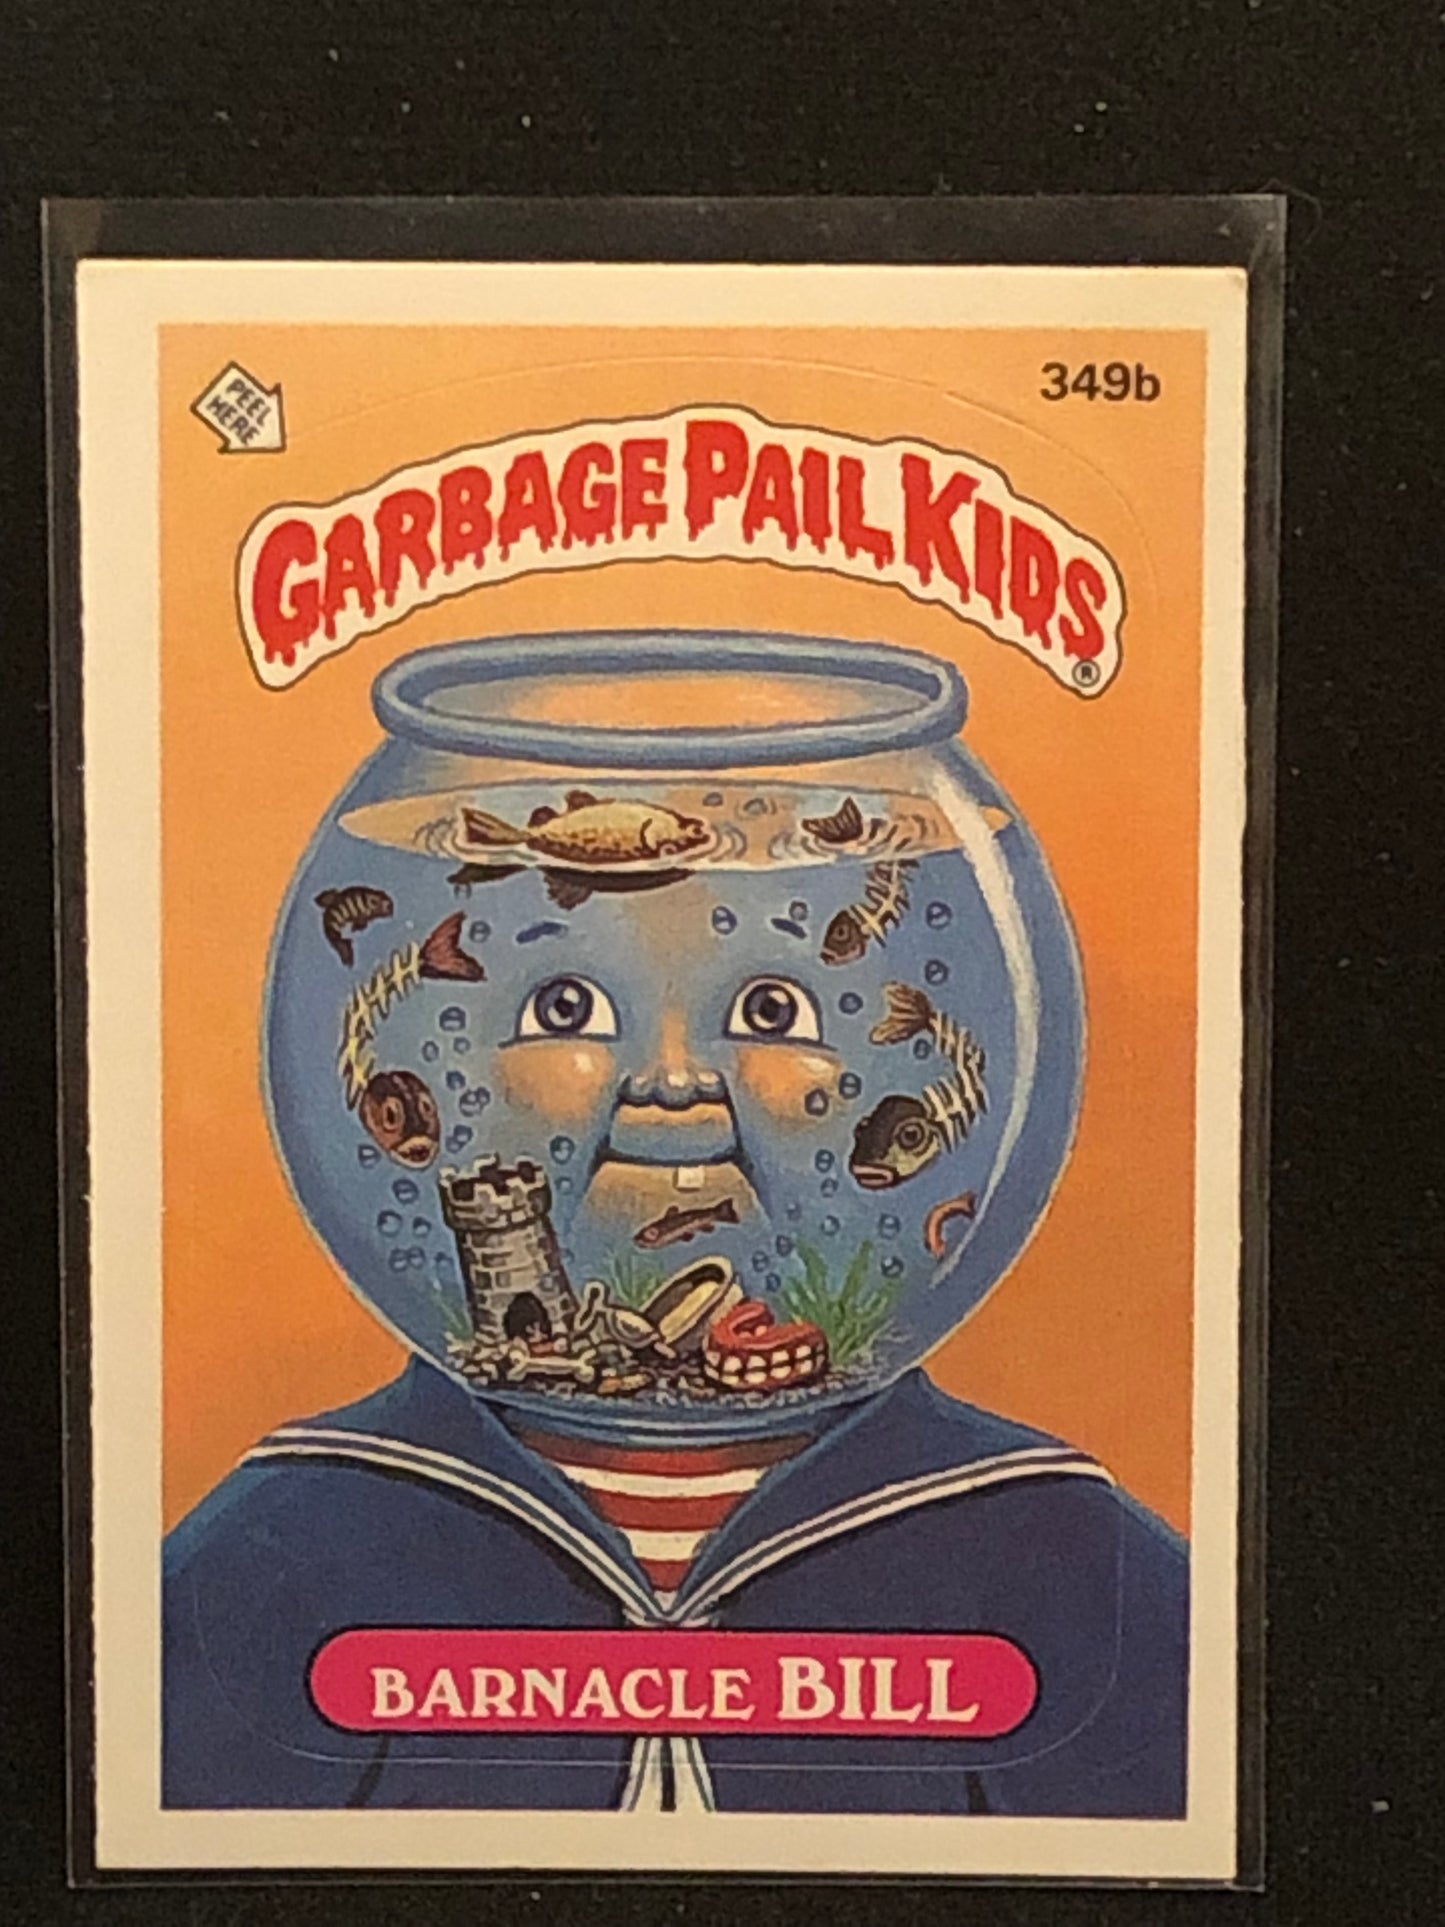 PEEL
HERE
349b
GARBAGE PAIL KIDS
®
BARNACLE BILL